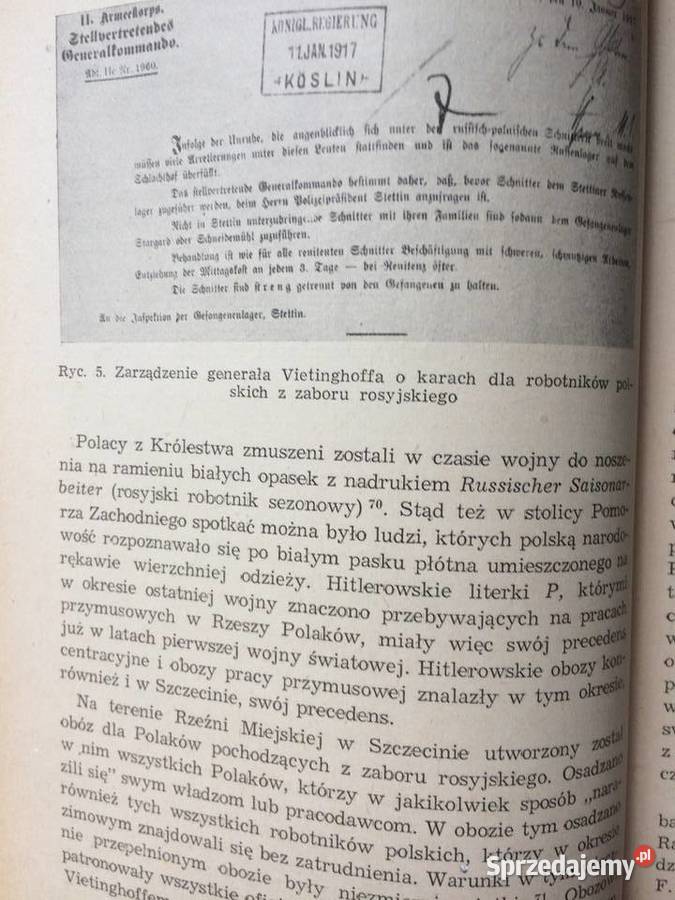 II. Armeekorps.
Stellvertretendes
Generalkommando.
Abt. IIe Nr. 1960.
KÖNIGL. REGIERUNG
11. JAN. 1917
KÖSLIN
Infolge der Unruhe, die augenblicklich sich unter den russisch-polnischen Schnittern
müssen viele Arretierungen unter diesen Leuten stattfinden und ist das sogenannte Russenlager auf dem
Schlachthof überfüllt.
Das stellvertretende Generalkommando bestimmt daher, daß, bevor Schnitter dem Stettiner
lager zugeführt werden, beim Herrn Polizeipräsident Stettin anzufragen ist.
Nicht in Stettin unterzubringende Schnitter mit ihren Familien sind sodann dem Gefangenenlager
Stargard oder Schneidemühl zuzuführen.
Behandlung ist wie für alle renitenten Schnitter Beschäftigung mit schweren, schmutzigen Arbeiten,
Entziehung der Mittagskost an jedem 3. Tage — bei Renitenz öfter.
Die Schnitter sind streng getrennt von den Gefangenen zu halten.
An die Inspektion der Gefangenenlager, Stettin.
Ryc. 5. Zarządzenie generała Vietinghoffa o karach dla robotników pol-
skich z zaboru rosyjskiego
Polacy z Królestwa zmuszeni zostali w czasie wojny do nosze-
nia na ramieniu białych opasek z nadrukiem Russischer Saisonar-
beiter (rosyjski robotnik sezonowy) 70. Stąd też w stolicy Pomo-
rza Zachodniego spotkać można było ludzi, których polską narodo-
wość rozpoznawało się po białym pasku płótna umieszczonego na
rękawie wierzchniej odzieży. Hitlerowskie literki P, którymi
w okresie ostatniej wojny znaczono przebywających na pracach
przymusowych w Rzeszy Polaków, miały więc swój precedens
już w latach pierwszej wojny światowej. Hitlerowskie obozy kon-
centracyjne i obozy pracy przymusowej znalazły w tym okresie,
również i w Szczecinie, swój precedens.
Na terenie Rzeźni Miejskiej w Szczecinie utworzony został
obóz dla Polaków pochodzących z zaboru rosyjskiego. Osadzano
w nim wszystkich Polaków, którzy w jakikolwiek sposób „nara-
zili się” swym władzom lub pracodawcom. W obozie tym osadzano
również tych wszystkich robotników polskich, którzy w okresie
zimowym znajdowali się bez zatrudnienia. Warunki w tym
nie przepełnionym obozie były 71. Obozowi
patronowały wszystkie
Sprzedajemy.pl